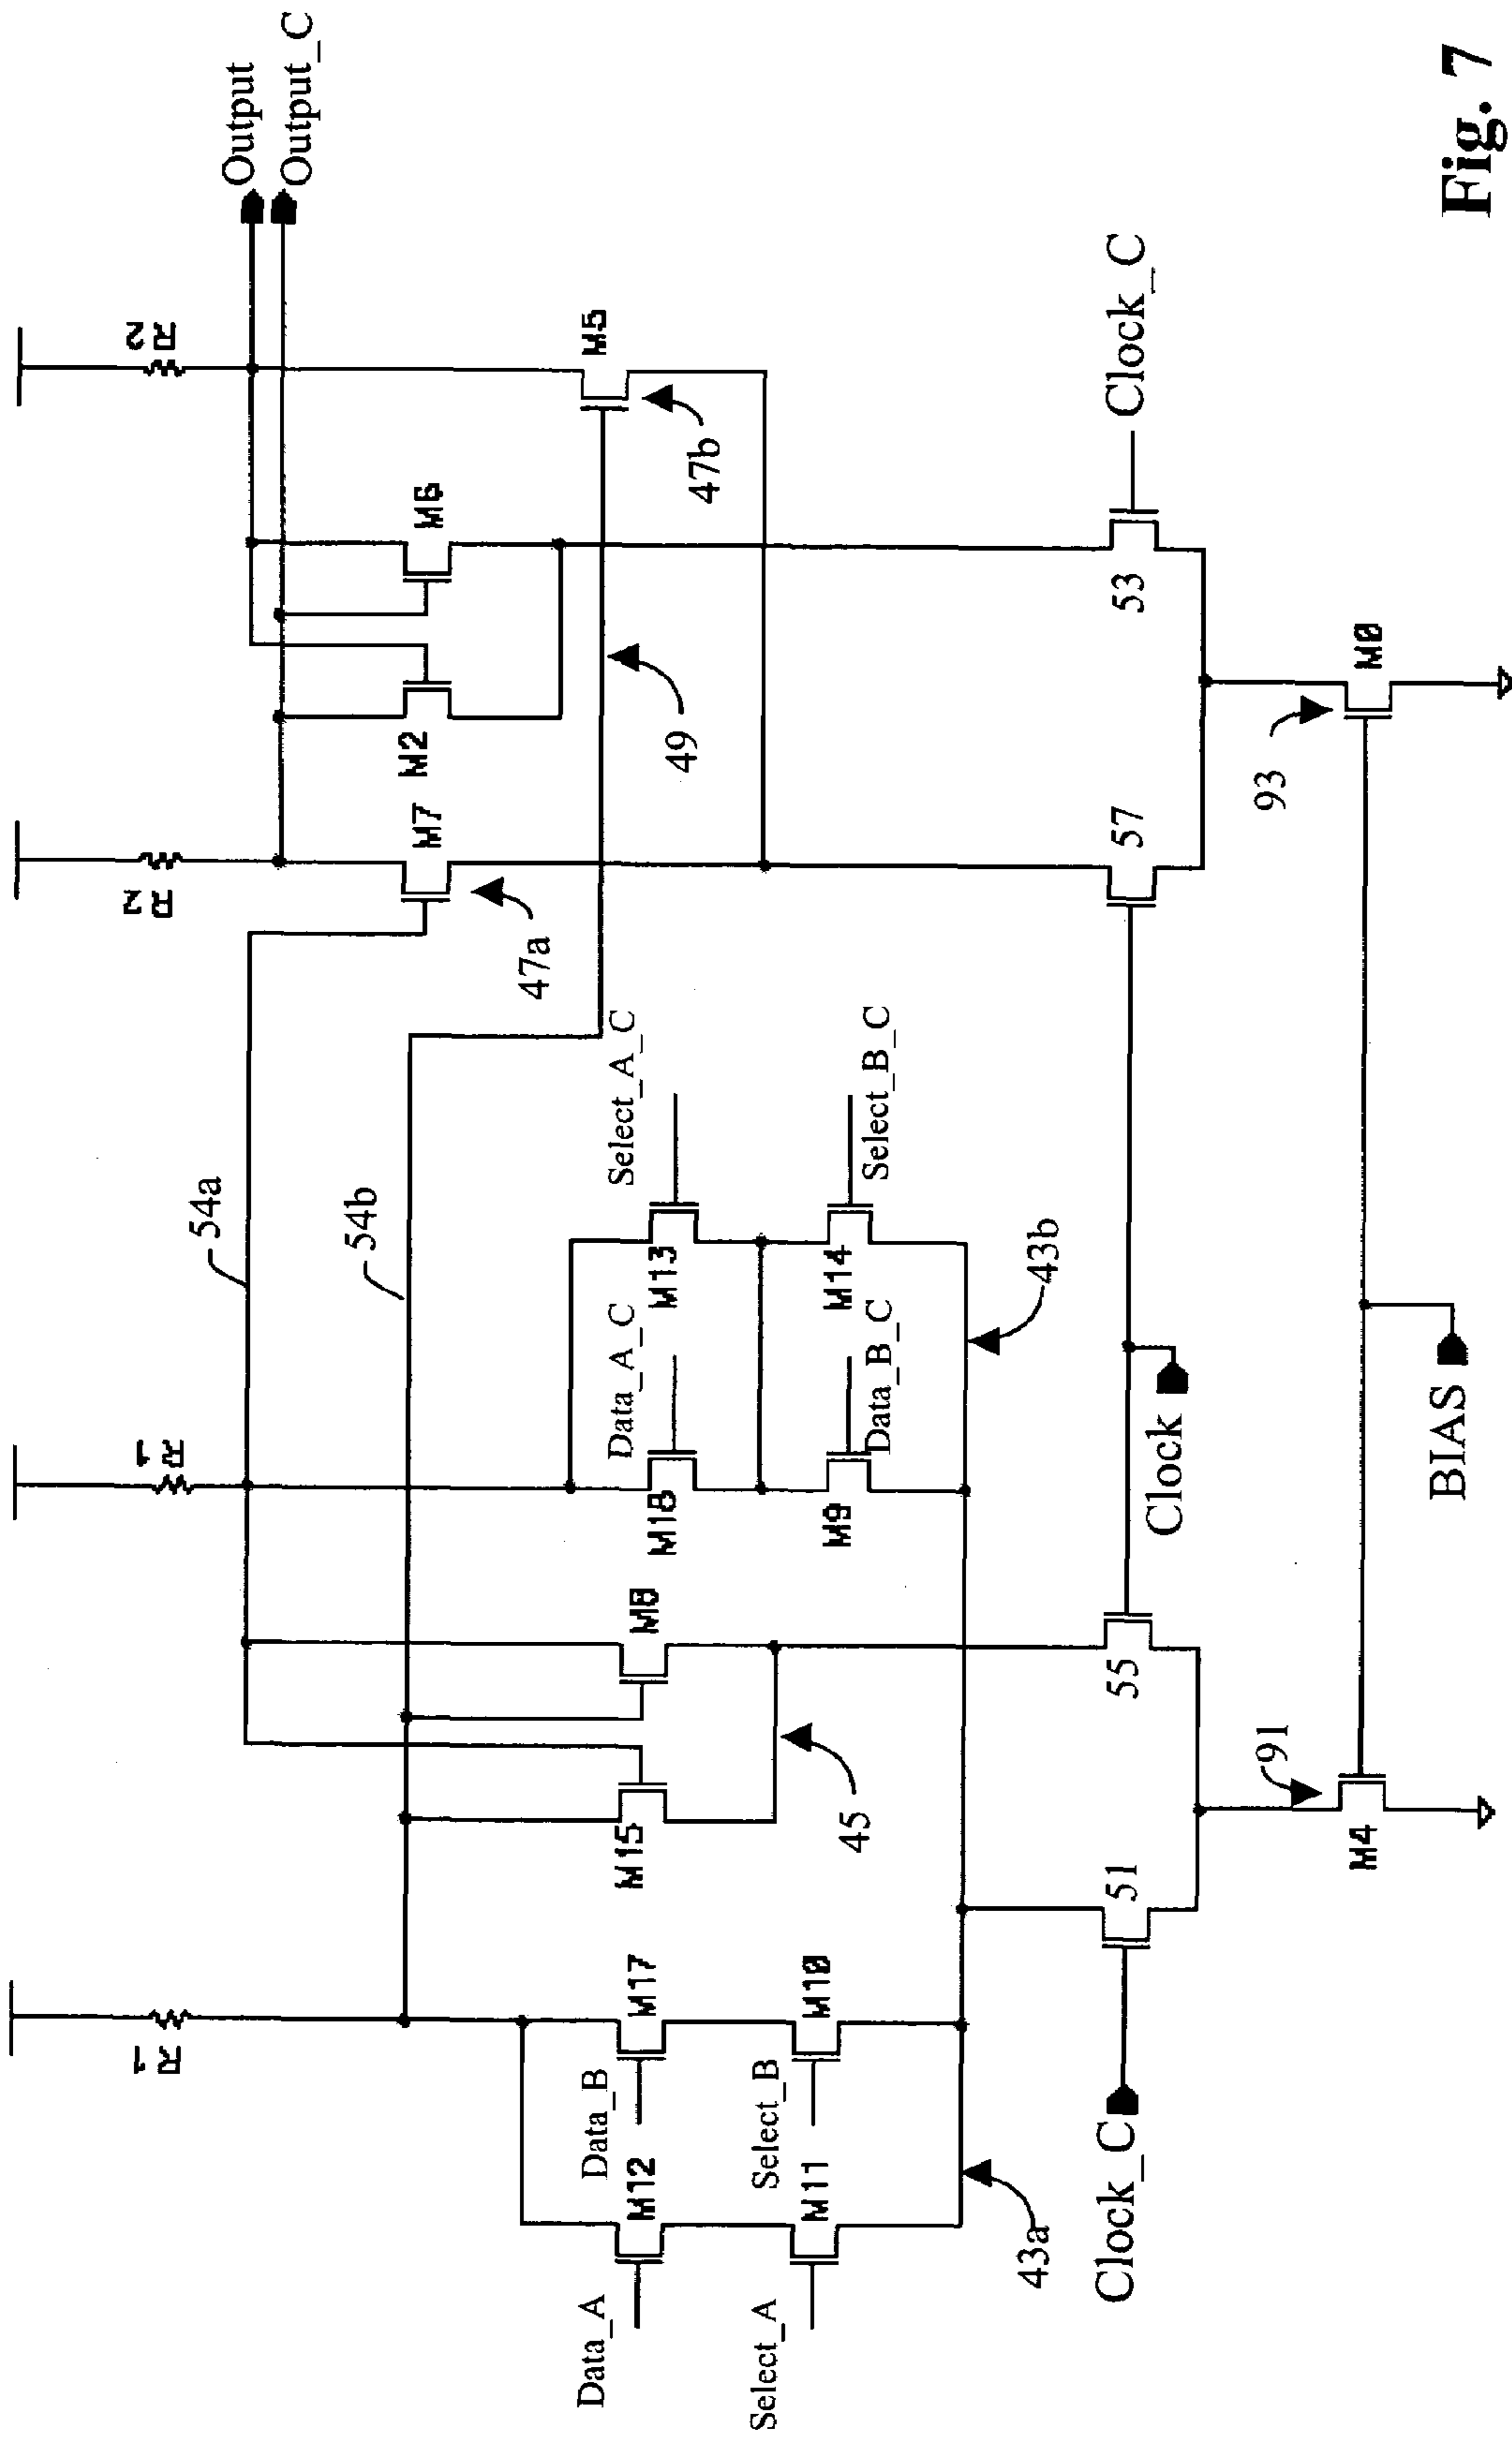 Output
Output_C
R2
R2
R1
R1
54a
54b
M7
M2
M6
M5
47a
49
47b
M12
M17
M15
M8
M18
M13
Data_A
Data_B
Data_A_C
Select_A_C
M11
M10
M9
M14
Select_A
Select_B
Data_B_C
Select_B_C
45
43a
43b
Clock_C
51
55
Clock
57
53
Clock_C
91
M4
BIAS
93
M0
Fig. 7